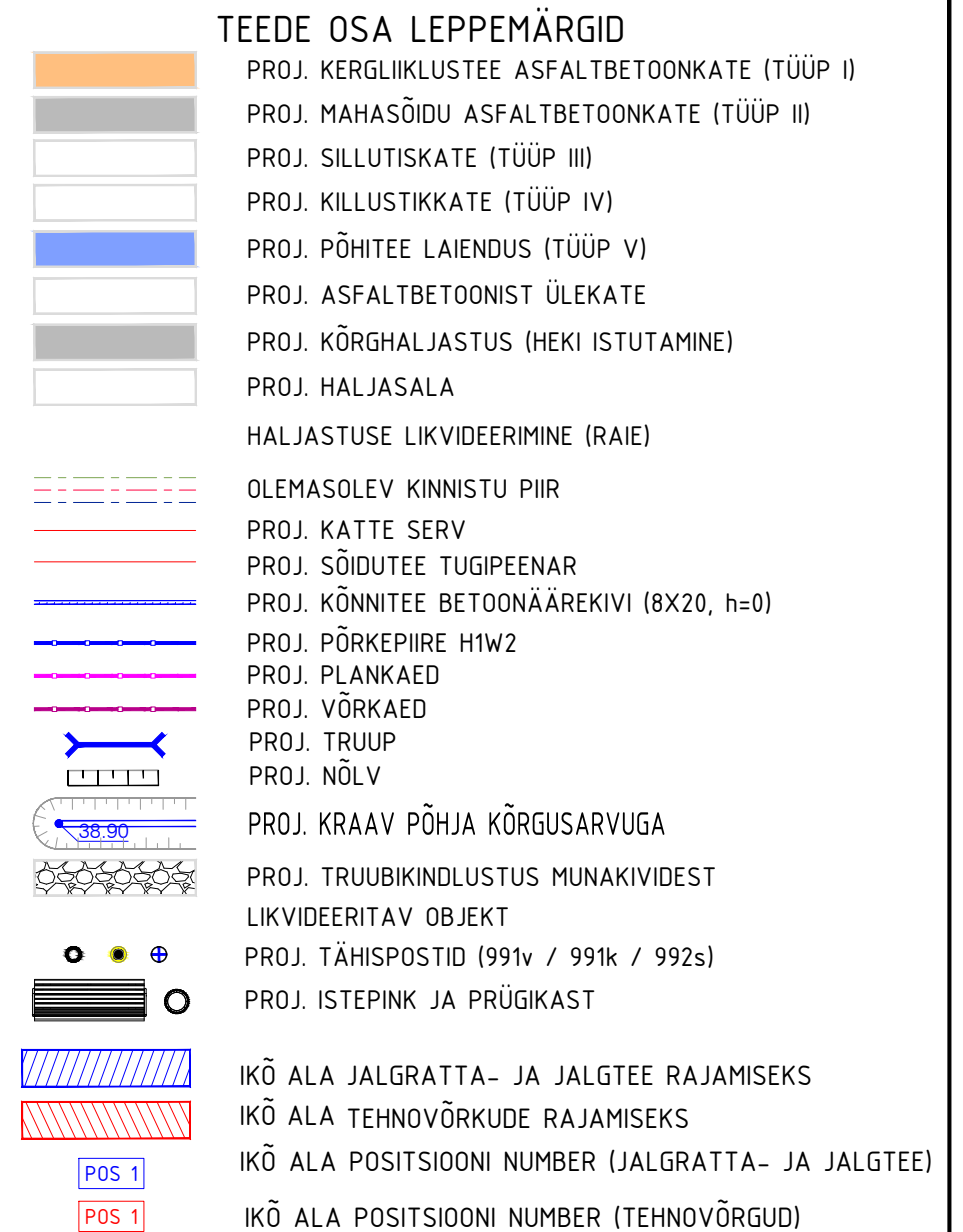 TEEDE OSA LEPPEMÄRGID
PROJ. KERGLIIKLUSTEE ASFALTBETOONKATE (TÜÜP I)
PROJ. MAHASÕIDU ASFALTBETOONKATE (TÜÜP II)
PROJ. SILLUTISKATE (TÜÜP III)
PROJ. KILLUSTIKKATE (TÜÜP IV)
PROJ. PÕHITEE LAIENDUS (TÜÜP V)
PROJ. ASFALTBETOONIST ÜLEKATE
PROJ. KÕRGHALJASTUS (HEKI ISTUTAMINE)
PROJ. HALJASALA
HALJASTUSE LIKVIDEERIMINE (RAIE)
OLEMASOLEV KINNISTU PIIR
PROJ. KATTE SERV
PROJ. SÕIDUTEE TUGIPEENAR
PROJ. KÕNNITEE BETOONÄÄREKIVI (8X20, h=0)
PROJ. PÕRKEPIIRE H1W2
PROJ. PLANKAED
PROJ. VÕRKAED
PROJ. TRUUP
PROJ. NÕLV
38.90 PROJ. KRAAV PÕHJA KÕRGUSARVUGA
PROJ. TRUUBIKINDLUSTUS MUNAKIVIDEST
LIKVIDEERITAV OBJEKT
PROJ. TÄHISPOSTID (991v / 991k / 992s)
PROJ. ISTEPINK JA PRÜGIKAST
IKÕ ALA JALGRATTA- JA JALGTEE RAJAMISEKS
IKÕ ALA TEHNOVÕRKUDE RAJAMISEKS
POS 1 IKÕ ALA POSITSIOONI NUMBER (JALGRATTA- JA JALGTEE)
POS 1 IKÕ ALA POSITSIOONI NUMBER (TEHNOVÕRGUD)